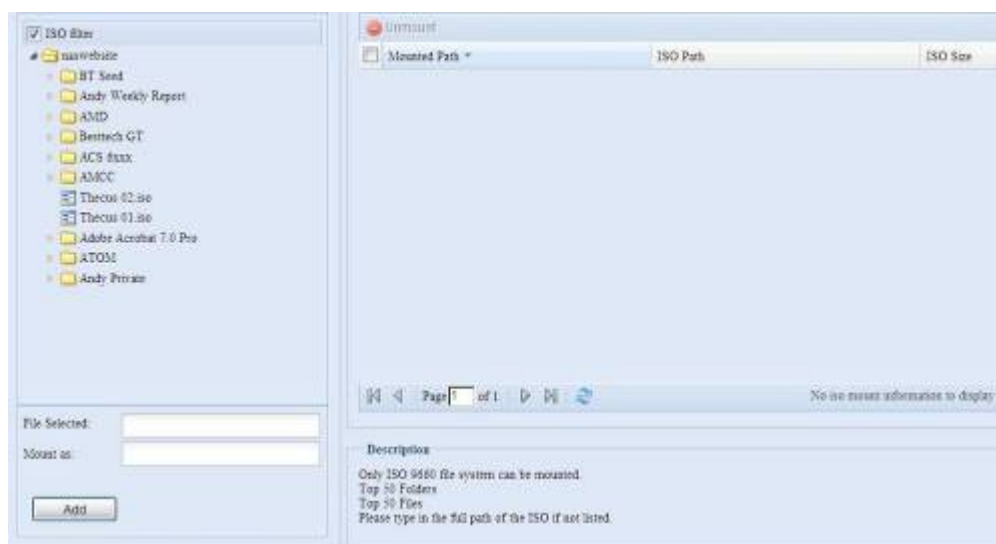 ISO filter
naswebsite
BT Seed
Andy Weekly Report
AMD
Besttech GT
ACS 8xxx
AMCC
Thecus 02.iso
Thecus 01.iso
Adobe Acrobat 7.0 Pro
ATOM
Andy Private
File Selected:
Mount as:
Add
Unmount
Mounted Path ISO Path ISO Size
Page of 1
No iso mount information to display
Description
Only ISO 9660 file system can be mounted.
Top 50 Folders
Top 50 Files
Please type in the full path of the ISO if not listed.